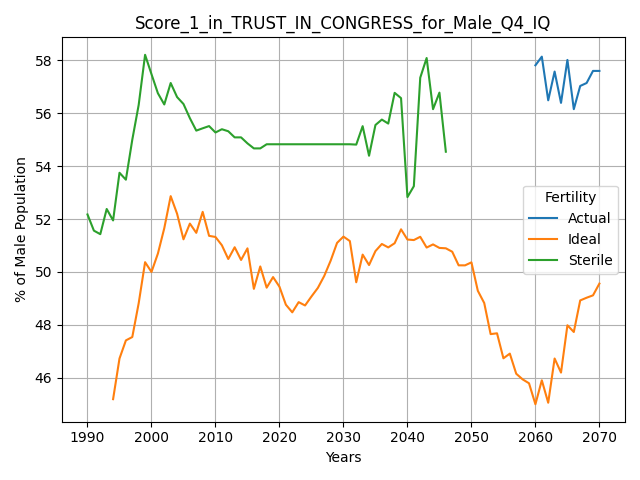 Score_1_in_TRUST_IN_CONGRESS_for_Male_Q4_IQ
% of Male Population
58
56
54
52
50
48
46
Fertility
Actual
Ideal
Sterile
1990 2000 2010 2020 2030 2040 2050 2060 2070
Years